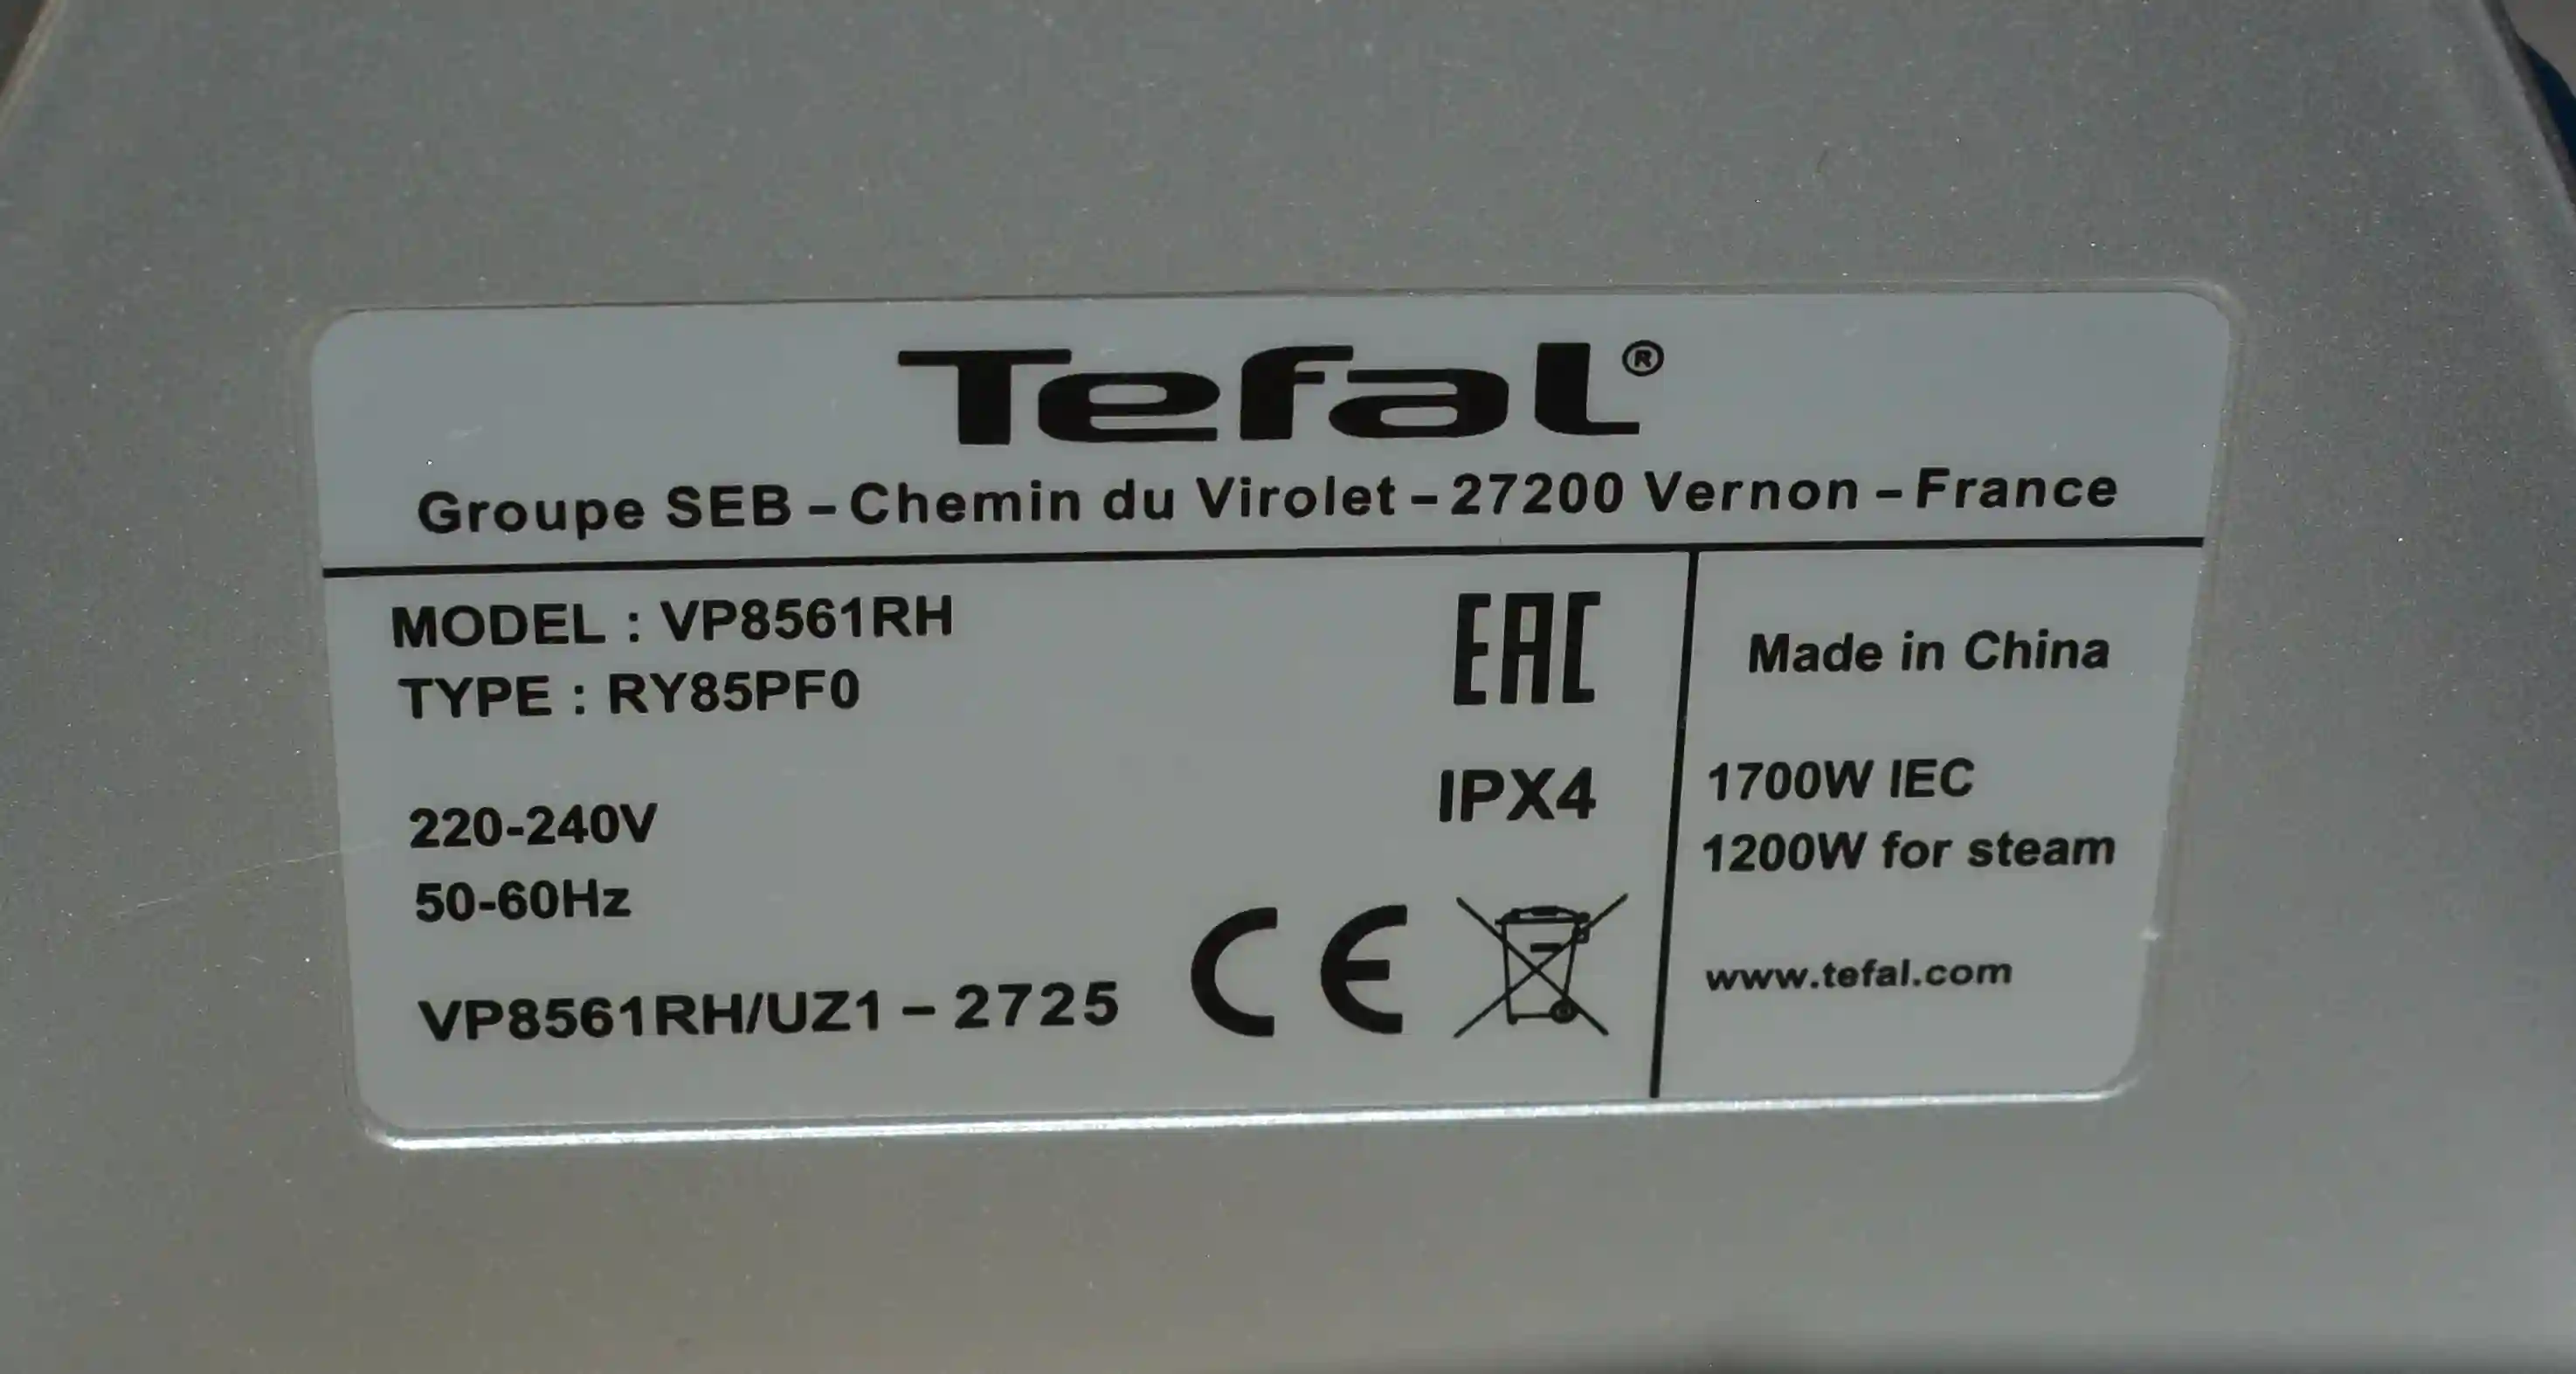 Tefal®
Groupe SEB – Chemin du Virolet – 27200 Vernon – France
MODEL : VP8561RH
TYPE : RY85PF0
220-240V
50-60Hz
VP8561RH/UZ1 – 2725
EAC
IPX4
CE
Made in China
1700W IEC
1200W for steam
www.tefal.com